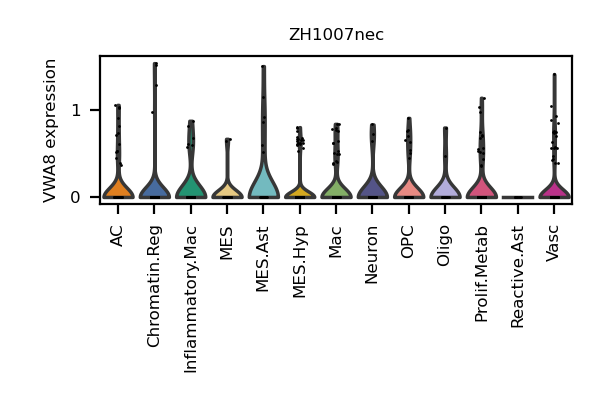 ZH1007nec
VWA8 expression
1
0
AC
Chromatin.Reg
Inflammatory.Mac
MES
MES.Ast
MES.Hyp
Mac
Neuron
OPC
Oligo
Prolif.Metab
Reactive.Ast
Vasc